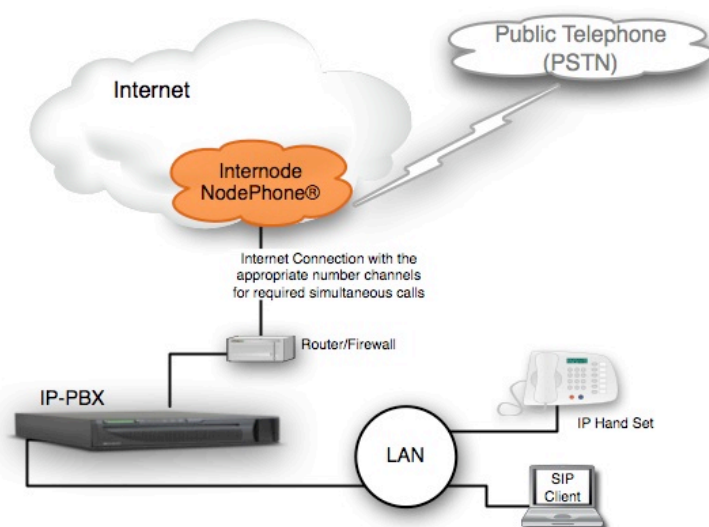 Public Telephone
(PSTN)
Internet
Internode
NodePhone®
Internet Connection with the
appropriate number channels
for required simultaneous calls
Router/Firewall
IP-PBX
IP Hand Set
LAN
SIP
Client